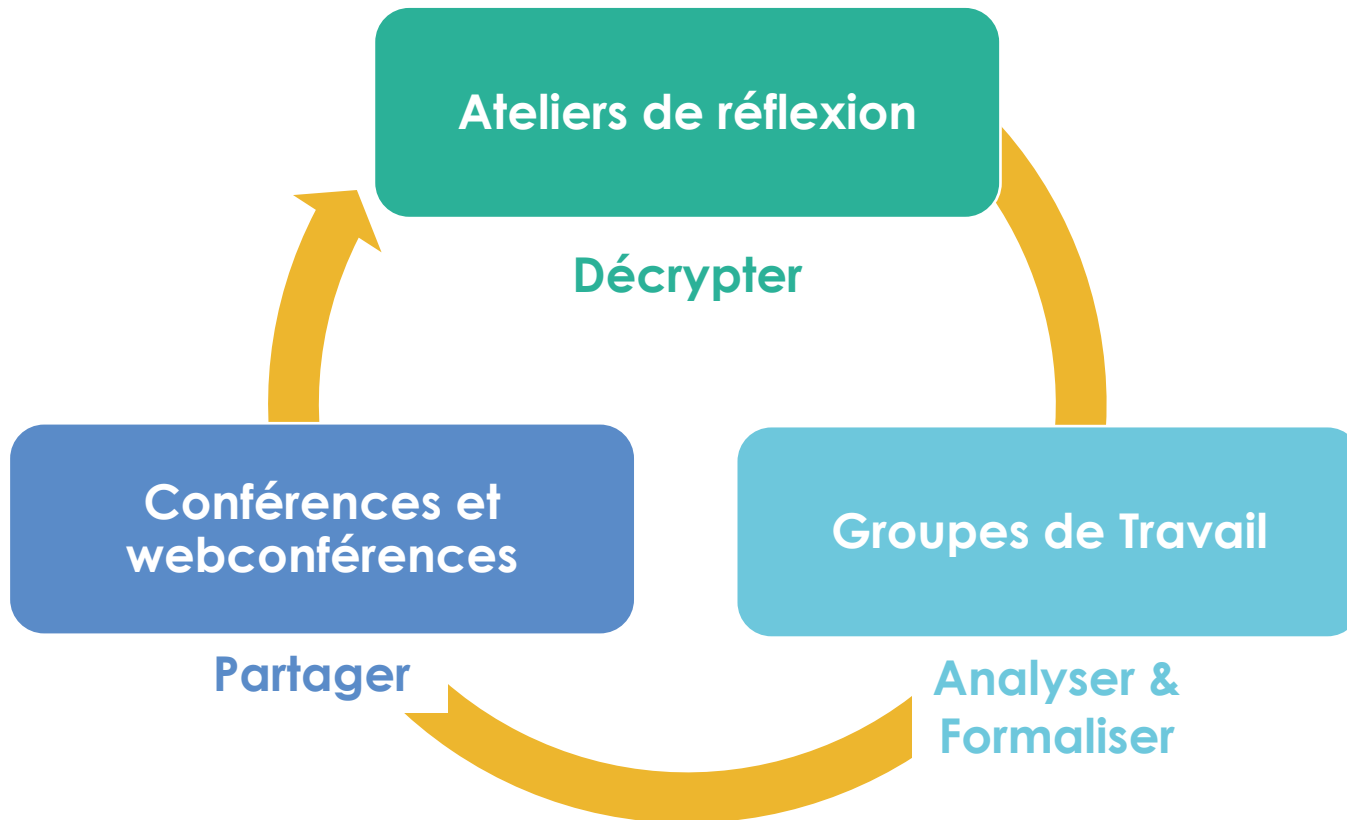 Ateliers de réflexion
Décrypter
Conférences et
webconférences
Partager
Groupes de Travail
Analyser &
Formaliser